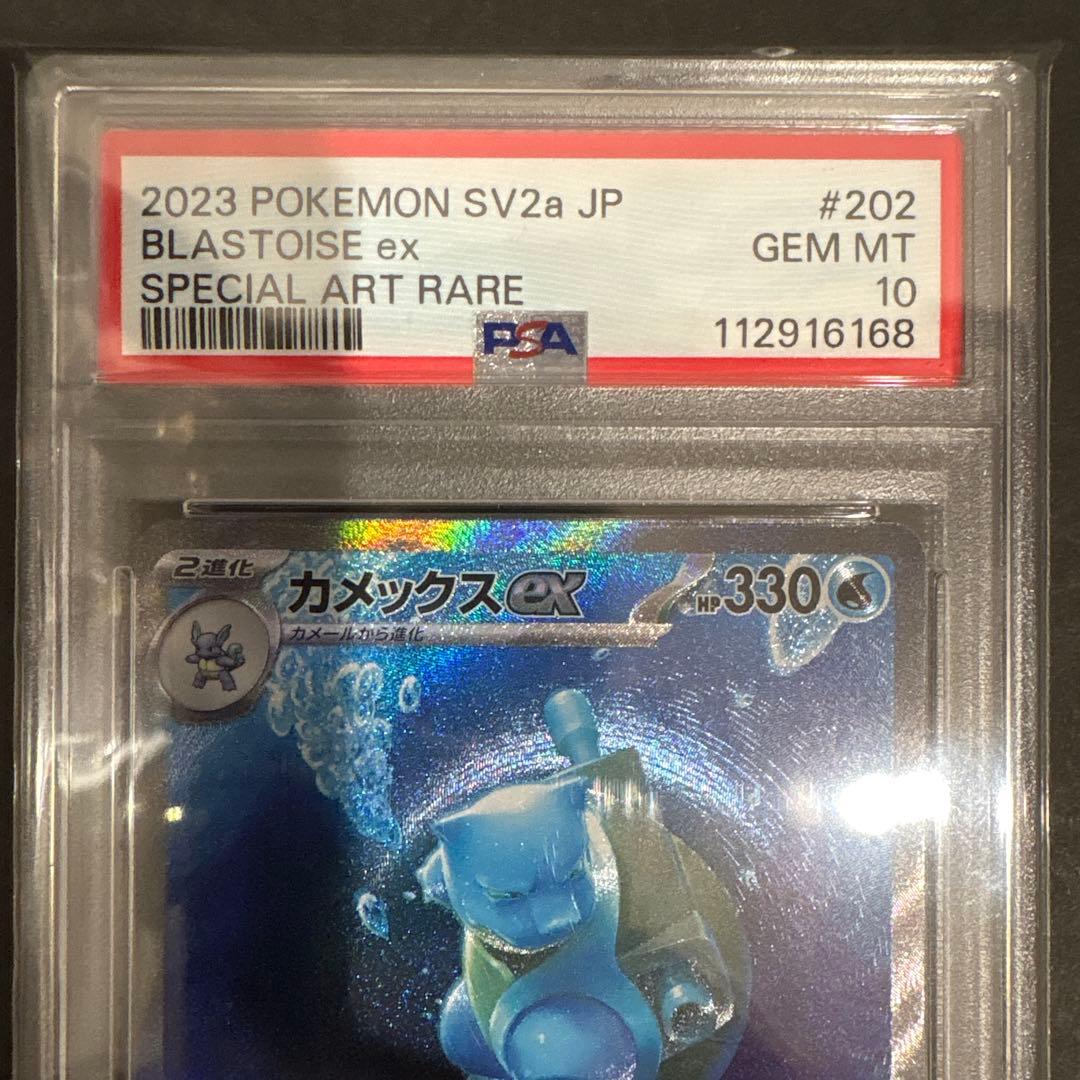 2023 POKEMON SV2a JP #202
BLASTOISE ex GEM MT
SPECIAL ART RARE 10
PSA 112916168
2進化 カメックスex HP330
カメールから進化